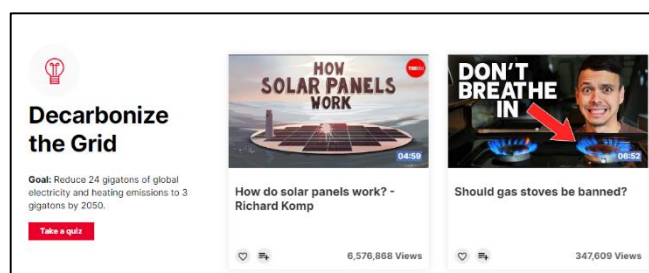 Decarbonize
the Grid
Goal: Reduce 24 gigatons of global
electricity and heating emissions to 3
gigatons by 2050.
Take a quiz
HOW
SOLAR PANELS
WORK
04:59
How do solar panels work? -
Richard Komp
6,576,868 Views
DON'T
BREATHE
IN
06:52
Should gas stoves be banned?
347,609 Views